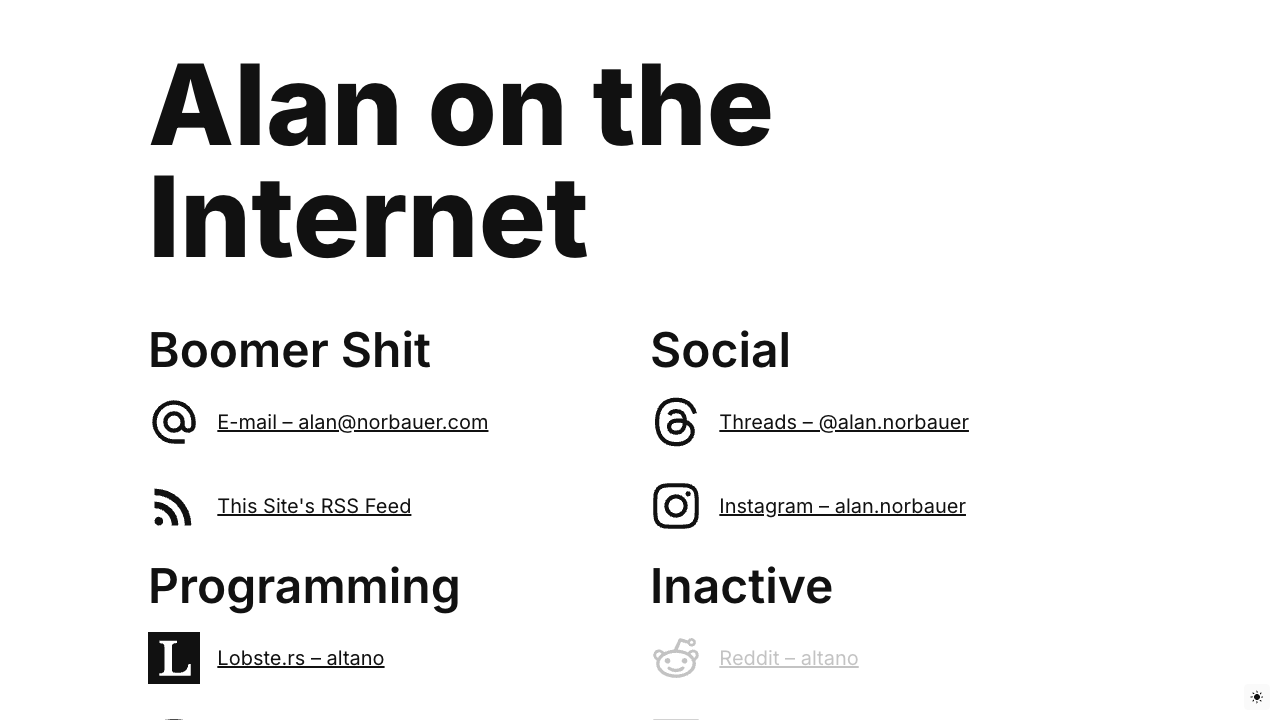 Alan on the
Internet
Boomer Shit
E-mail – alan@norbauer.com
This Site's RSS Feed
Social
Threads – @alan.norbauer
Instagram – alan.norbauer
Programming
L
Lobste.rs – altano
Inactive
Reddit – altano